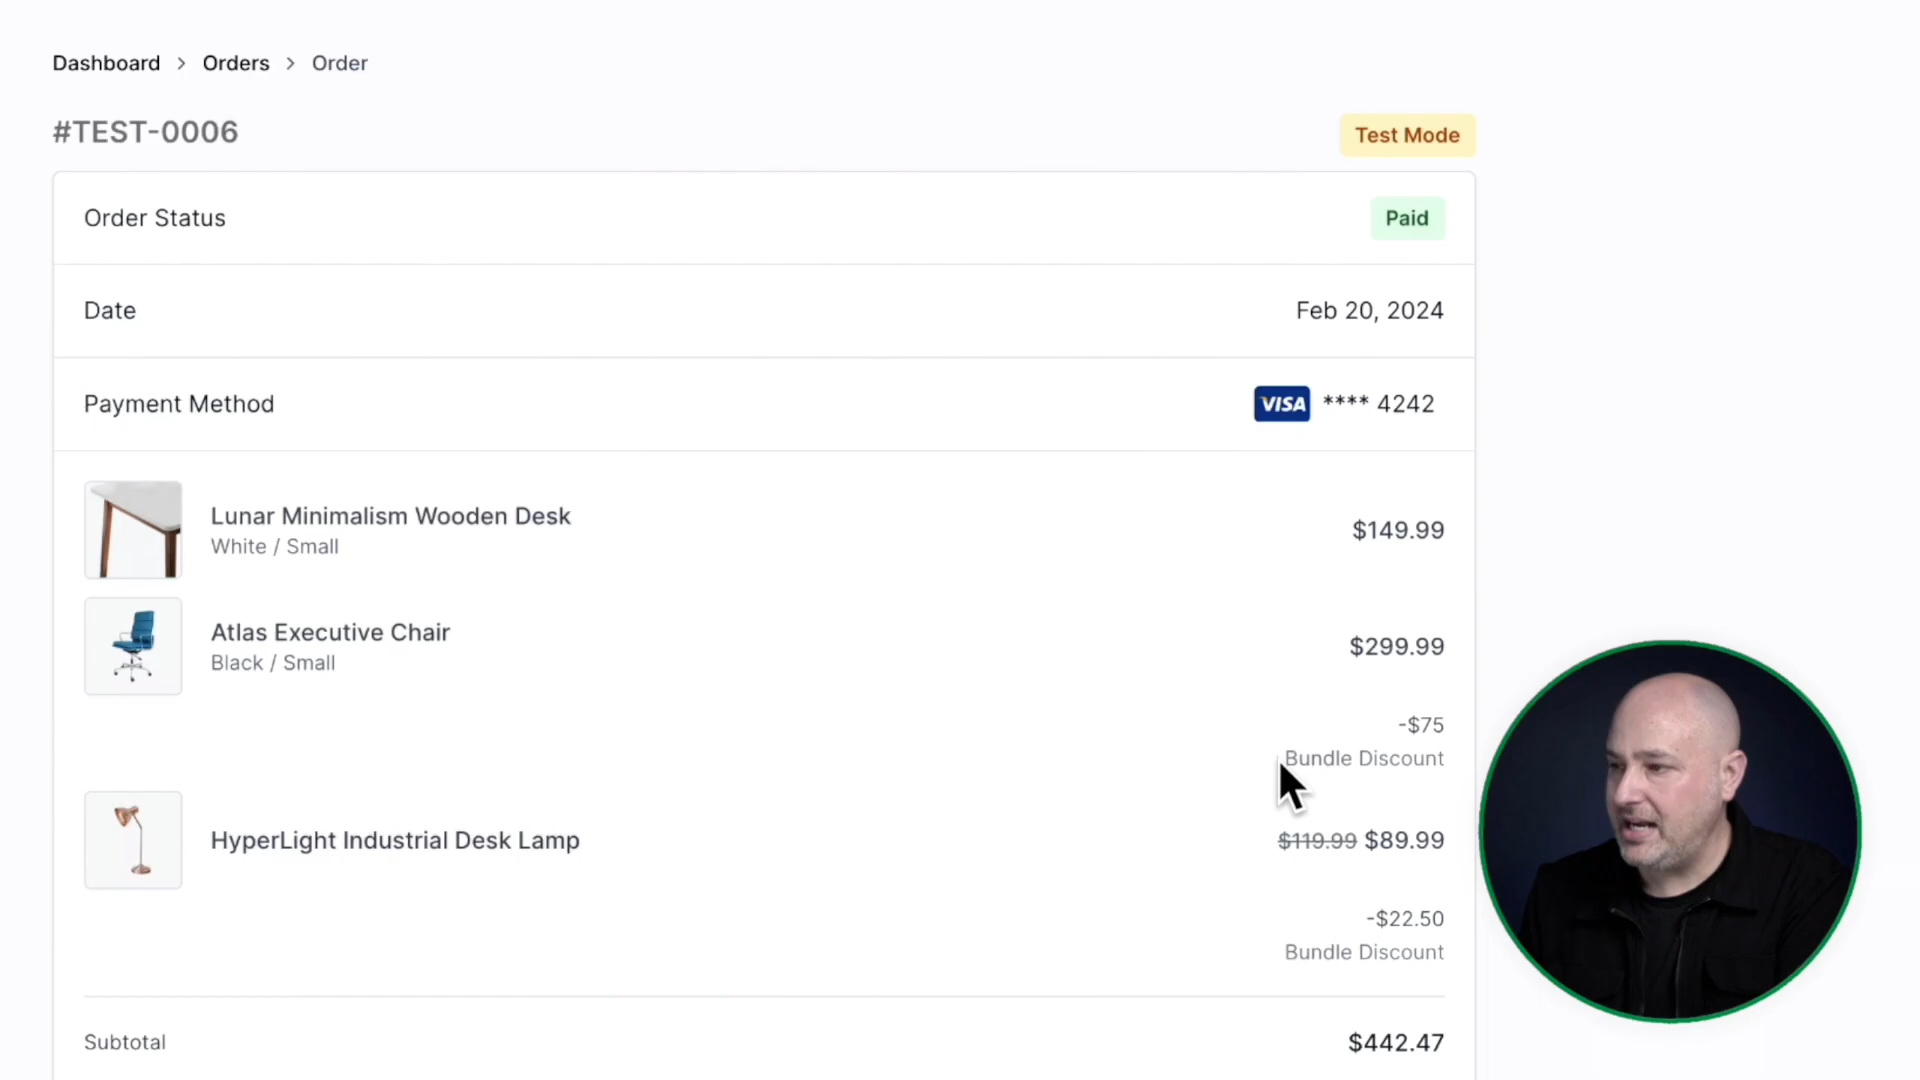 Dashboard > Orders > Order
#TEST-0006
Test Mode
Order Status
Paid
Date
Feb 20, 2024
Payment Method
VISA **** 4242
Lunar Minimalism Wooden Desk
White / Small
$149.99
Atlas Executive Chair
Black / Small
$299.99
-$75
Bundle Discount
HyperLight Industrial Desk Lamp
$119.99 $89.99
-$22.50
Bundle Discount
Subtotal
$442.47